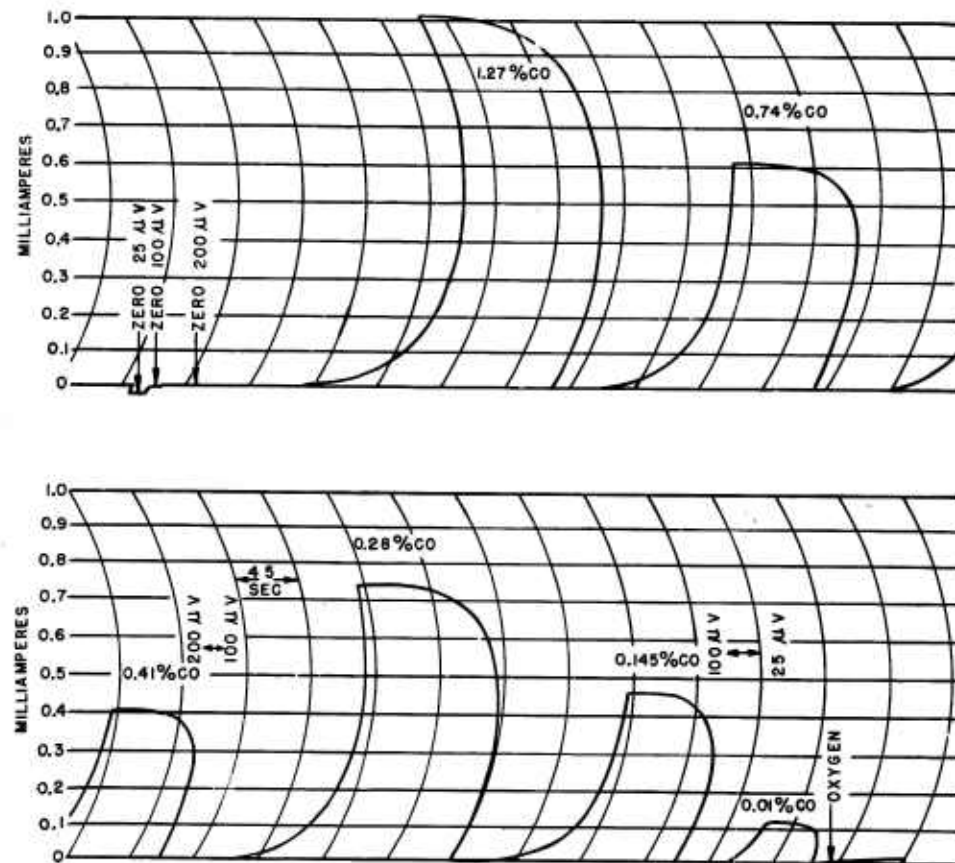 1.0
0.9
0.8
0.7
0.6
0.5
0.4
0.3
0.2
0.1
0
MILLIAMPERES
ZERO 25 μV
ZERO 100 μV
ZERO 200 μV
1.27%CO
0.74%CO
1.0
0.9
0.8
0.7
0.6
0.5
0.4
0.3
0.2
0.1
0
MILLIAMPERES
0.41%CO
200 μV
100 μV
45
SEC
0.28%CO
0.145%CO
100 μV
25 μV
0.01%CO
OXYGEN